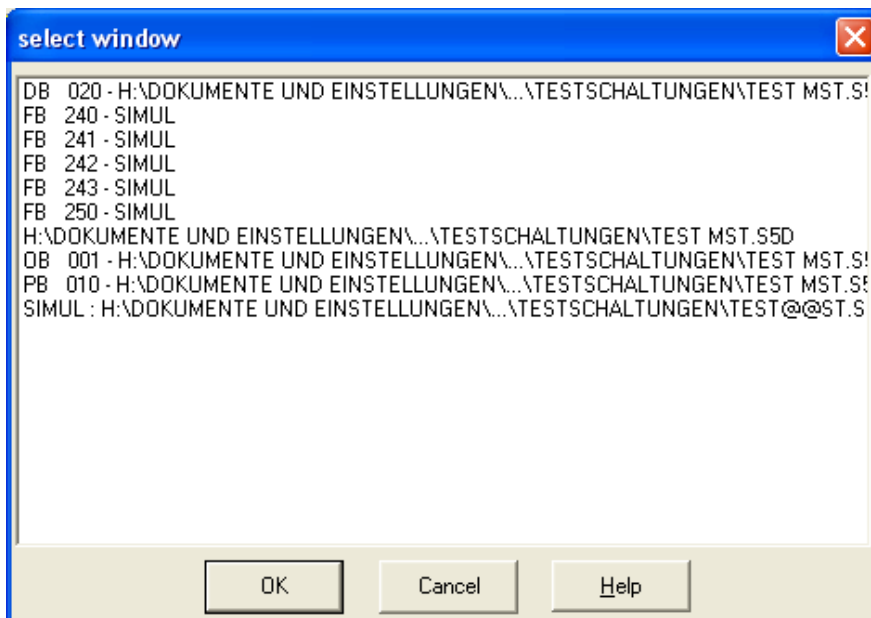 select window
DB 020 - H:\DOKUMENTE UND EINSTELLUNGEN\...\TESTSCHALTUNGEN\TEST MST.S5
FB 240 - SIMUL
FB 241 - SIMUL
FB 242 - SIMUL
FB 243 - SIMUL
FB 250 - SIMUL
H:\DOKUMENTE UND EINSTELLUNGEN\...\TESTSCHALTUNGEN\TEST MST.S5D
OB 001 - H:\DOKUMENTE UND EINSTELLUNGEN\...\TESTSCHALTUNGEN\TEST MST.S5
PB 010 - H:\DOKUMENTE UND EINSTELLUNGEN\...\TESTSCHALTUNGEN\TEST MST.S5
SIMUL : H:\DOKUMENTE UND EINSTELLUNGEN\...\TESTSCHALTUNGEN\TEST@@ST.S
OK Cancel Help